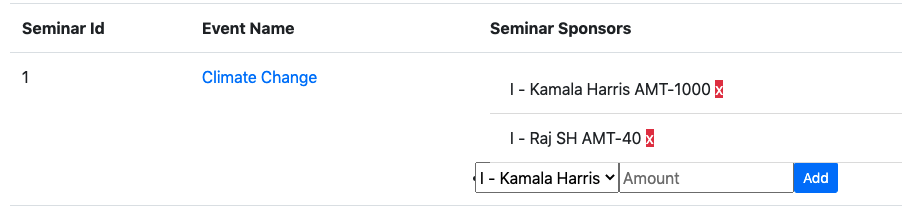 Seminar Id Event Name Seminar Sponsors
1 Climate Change
I - Kamala Harris AMT-1000 x
I - Raj SH AMT-40 x
I - Kamala Harris Amount Add